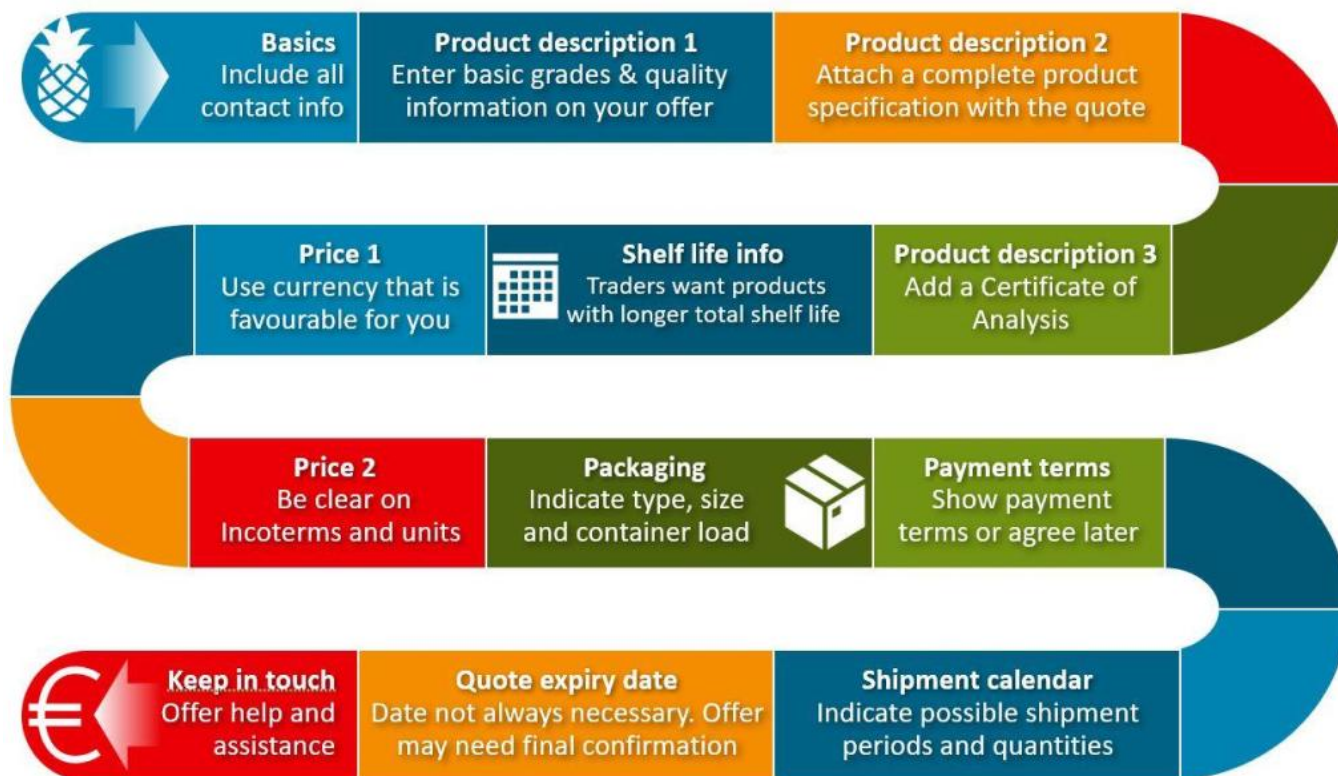 Basics
Include all
contact info
Product description 1
Enter basic grades & quality
information on your offer
Product description 2
Attach a complete product
specification with the quote
Product description 3
Add a Certificate of
Analysis
Shelf life info
Traders want products
with longer total shelf life
Price 1
Use currency that is
favourable for you
Price 2
Be clear on
Incoterms and units
Packaging
Indicate type, size
and container load
Payment terms
Show payment
terms or agree later
Shipment calendar
Indicate possible shipment
periods and quantities
Quote expiry date
Date not always necessary. Offer
may need final confirmation
Keep in touch
Offer help and
assistance
€